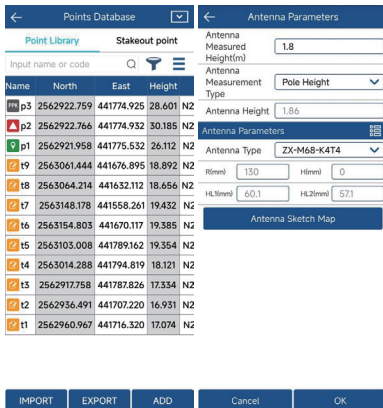 Points Database
Point Library Stakeout point
Input name or code
Name North East Height
PPK p3 2562922.759 441774.925 28.601 N2
p2 2562922.766 441774.932 30.185 N2
p1 2562921.958 441775.532 26.112 N2
t9 2563061.444 441676.895 18.892 N2
t8 2563064.214 441632.112 18.656 N2
t7 2563148.178 441558.261 19.432 N2
t6 2563154.803 441670.117 19.385 N2
t5 2563103.008 441789.162 19.354 N2
t4 2563014.288 441794.819 18.121 N2
t3 2562917.758 441787.826 17.334 N2
t2 2562936.491 441707.220 16.931 N2
t1 2562960.967 441716.320 17.074 N2
IMPORT EXPORT ADD
Antenna Parameters
Antenna
Measured 1.8
Height(m)
Antenna
Measurement Pole Height
Type
Antenna Height 1.86
Antenna Parameters
Antenna Type ZX-M68-K4T4
R(mm) 130 H(mm) 0
HL1(mm) 60.1 HL2(mm) 57.1
Antenna Sketch Map
Cancel OK